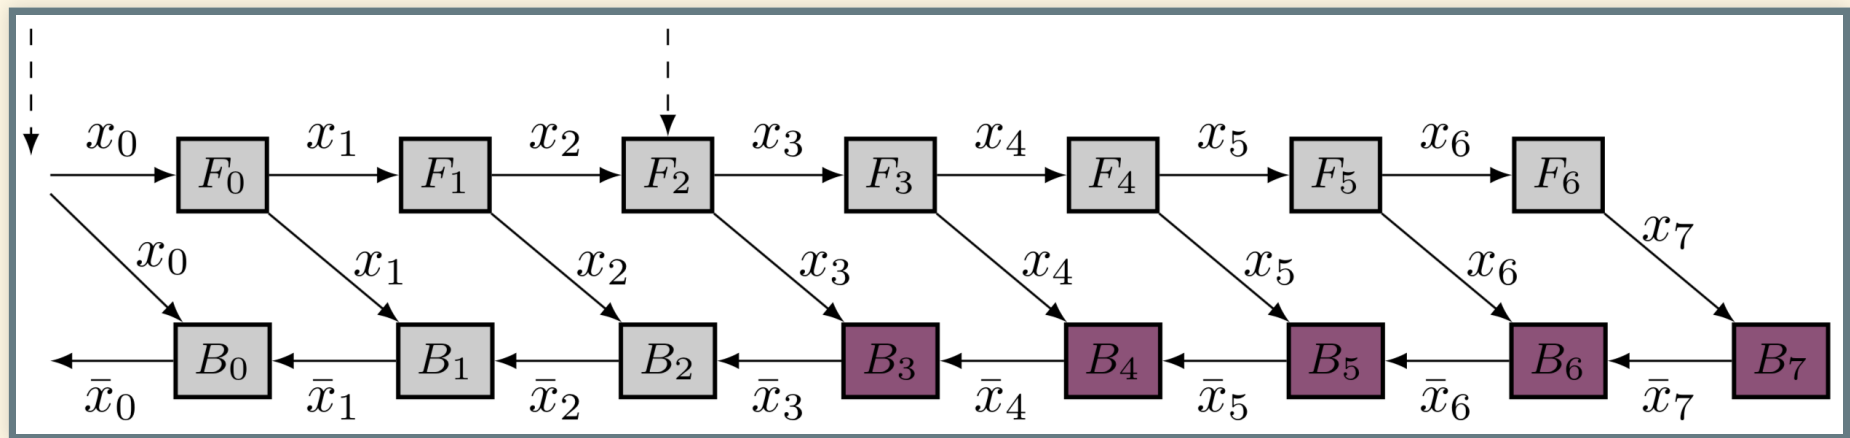 x₀ x₁ x₂ x₃ x₄ x₅ x₆
F₀ F₁ F₂ F₃ F₄ F₅ F₆
x₀ x₁ x₂ x₃ x₄ x₅ x₆ x₇
B₀ B₁ B₂ B₃ B₄ B₅ B₆ B₇
x̄₀ x̄₁ x̄₂ x̄₃ x̄₄ x̄₅ x̄₆ x̄₇